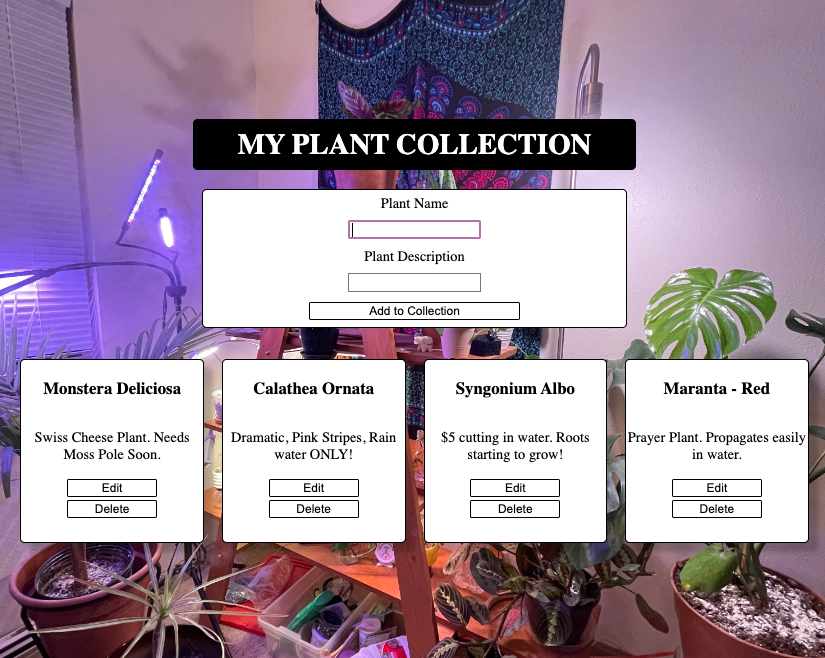 MY PLANT COLLECTION
Plant Name
Plant Description
Add to Collection
Monstera Deliciosa
Swiss Cheese Plant. Needs
Moss Pole Soon.
Edit
Delete
Calathea Ornata
Dramatic, Pink Stripes, Rain
water ONLY!
Edit
Delete
Syngonium Albo
$5 cutting in water. Roots
starting to grow!
Edit
Delete
Maranta - Red
Prayer Plant. Propagates easily
in water.
Edit
Delete